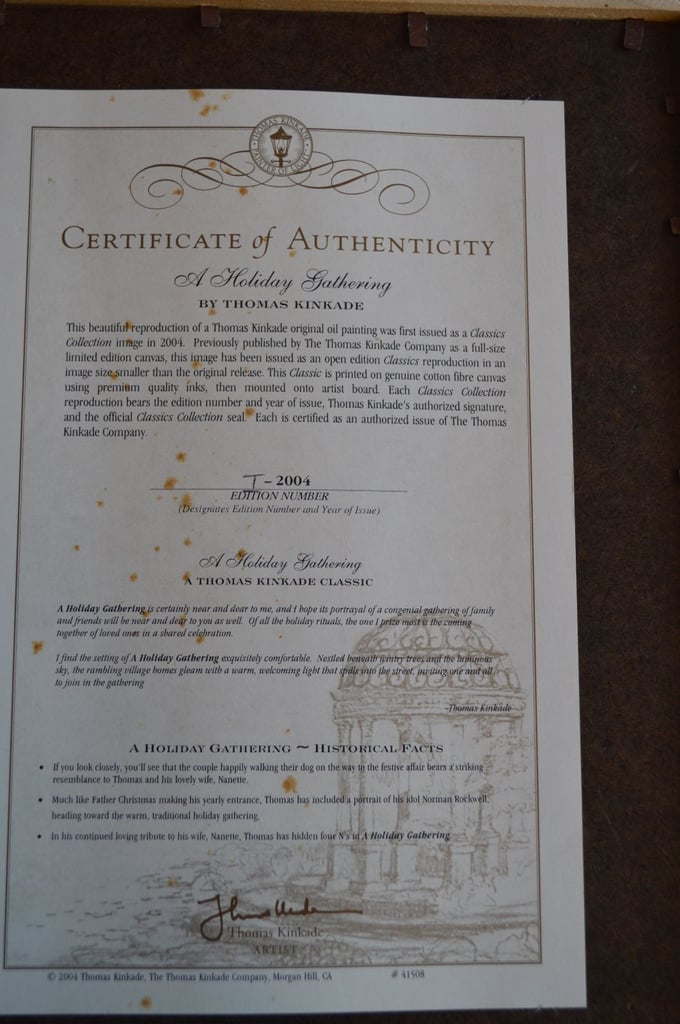 THOMAS KINKADE
PAINTER OF LIGHT
CERTIFICATE of AUTHENTICITY
A Holiday Gathering
BY THOMAS KINKADE
This beautiful reproduction of a Thomas Kinkade original oil painting was first issued as a Classics
Collection image in 2004. Previously published by The Thomas Kinkade Company as a full-size
limited edition canvas, this image has been issued as an open edition Classics reproduction in an
image size smaller than the original release. This Classic is printed on genuine cotton fibre canvas
using premium quality inks, then mounted onto artist board. Each Classics Collection
reproduction bears the edition number and year of issue, Thomas Kinkade's authorized signature,
and the official Classics Collection seal. Each is certified as an authorized issue of The Thomas
Kinkade Company.
T - 2004
EDITION NUMBER
(Designates Edition Number and Year of Issue)
A Holiday Gathering
A THOMAS KINKADE CLASSIC
A Holiday Gathering is certainly near and dear to me, and I hope its portrayal of a congenial gathering of family
and friends will be near and dear to you as well. Of all the holiday rituals, the one I prize most is the coming
together of loved ones in a shared celebration.
I find the setting of A Holiday Gathering exquisitely comfortable. Nestled beneath wintry trees and the luminous
sky, the rambling village homes gleam with a warm, welcoming light that spills into the street, inviting one and all
to join in the gathering
-Thomas Kinkade
A HOLIDAY GATHERING ~ HISTORICAL FACTS
• If you look closely, you'll see that the couple happily walking their dog on the way to the festive affair bears a striking
resemblance to Thomas and his lovely wife, Nanette.
• Much like Father Christmas making his yearly entrance, Thomas has included a portrait of his idol Norman Rockwell,
heading toward the warm, traditional holiday gathering.
• In his continued loving tribute to his wife, Nanette, Thomas has hidden four N's in A Holiday Gathering.
Thomas Kinkade
ARTIST
© 2004 Thomas Kinkade, The Thomas Kinkade Company, Morgan Hill, CA # 41508